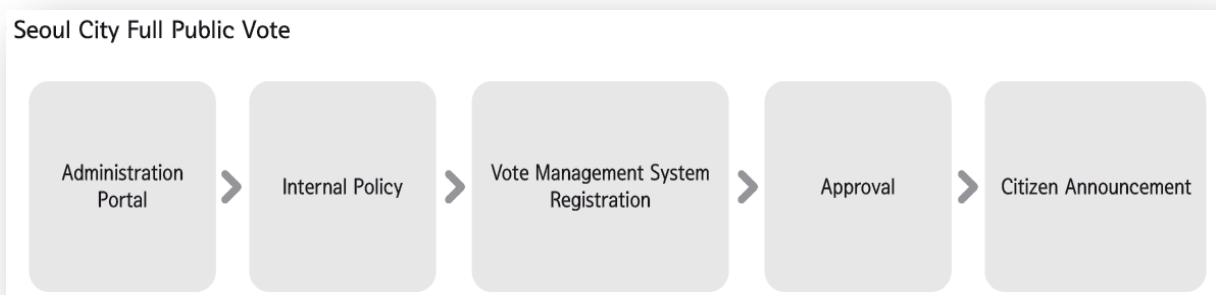 Seoul City Full Public Vote
Administration
Portal
Internal Policy
Vote Management System
Registration
Approval
Citizen Announcement